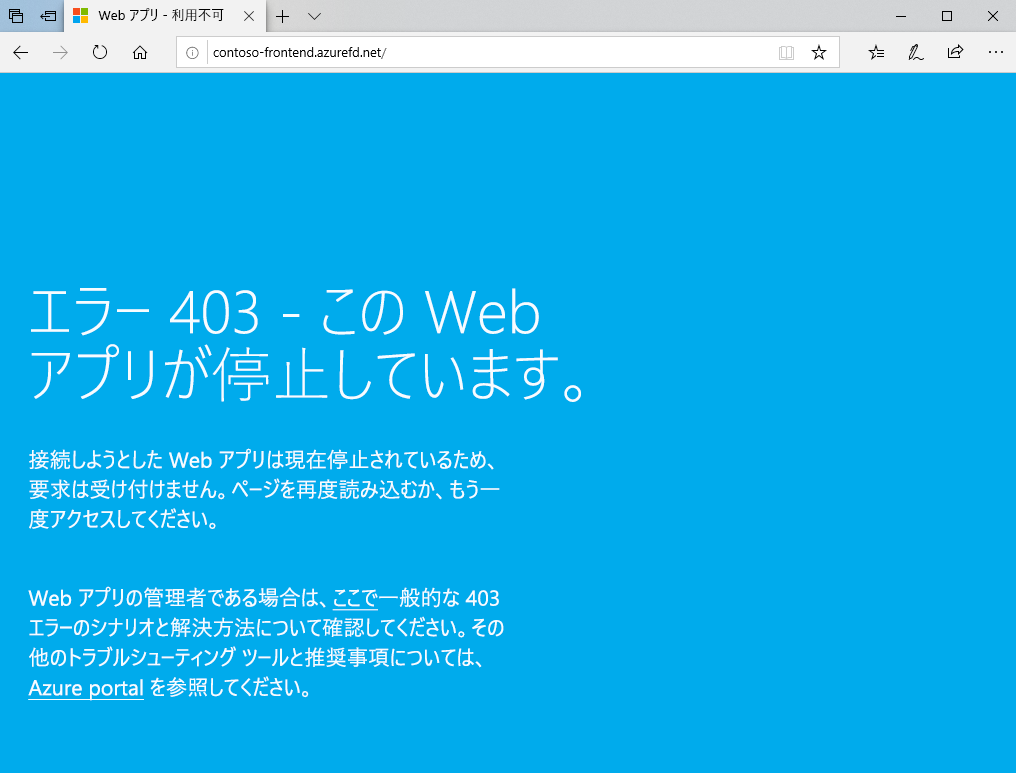 Web アプリ - 利用不可
contoso-frontend.azurefd.net/
エラー 403 - この Web
アプリが停止しています。
接続しようとした Web アプリは現在停止されているため、
要求は受け付けません。ページを再度読み込むか、もう一
度アクセスしてください。
Web アプリの管理者である場合は、ここで一般的な 403
エラーのシナリオと解決方法について確認してください。その
他のトラブルシューティング ツールと推奨事項については、
Azure portal を参照してください。